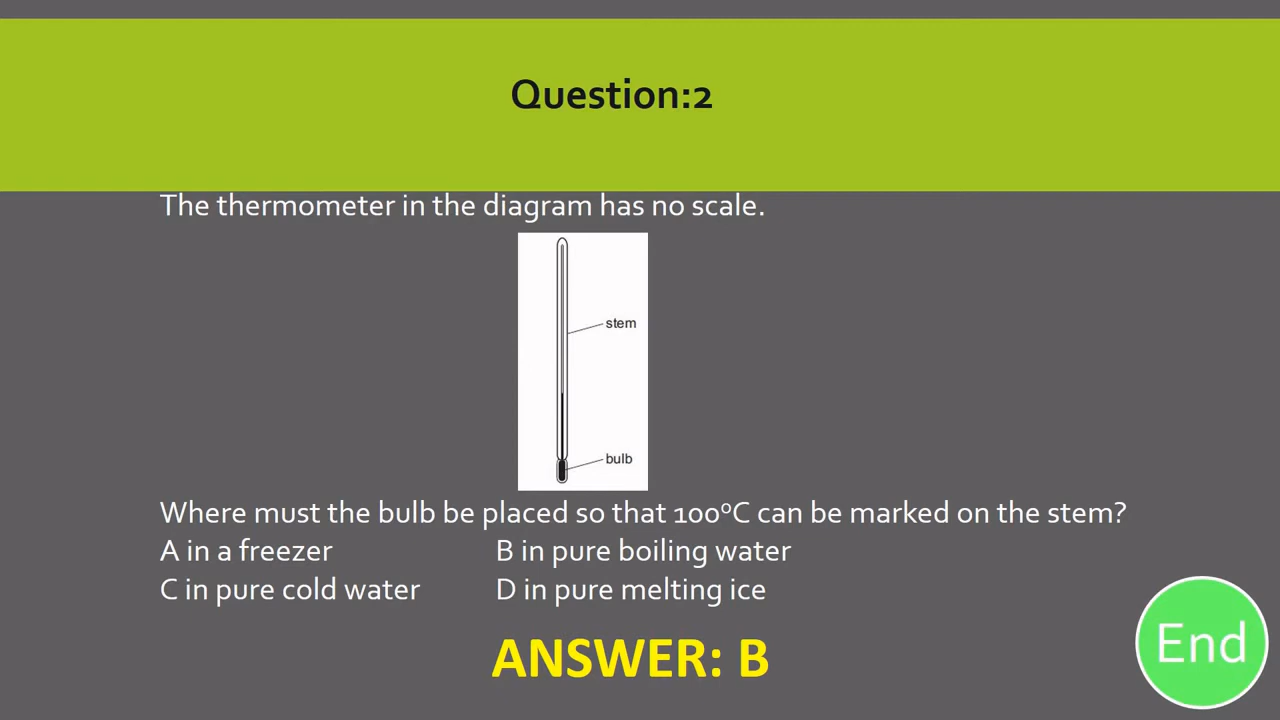 Question:2
The thermometer in the diagram has no scale.
stem
bulb
Where must the bulb be placed so that 100°C can be marked on the stem?
A in a freezer B in pure boiling water
C in pure cold water D in pure melting ice
ANSWER: B
End